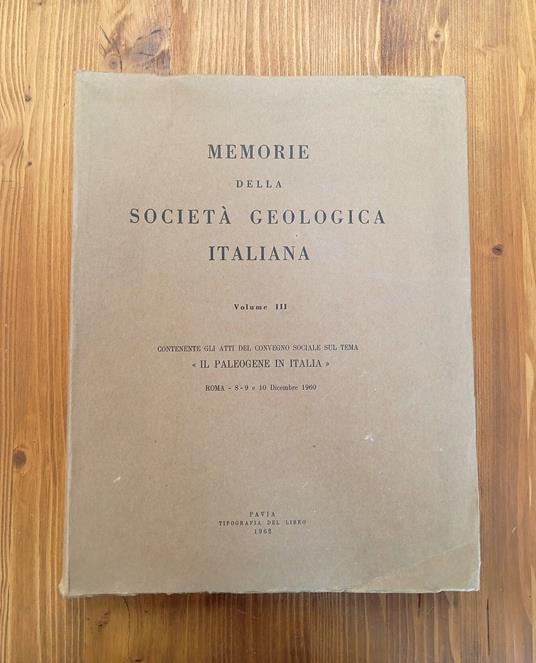 MEMORIE
DELLA
SOCIETÀ GEOLOGICA
ITALIANA
Volume III
CONTENENTE GLI ATTI DEL CONVEGNO SOCIALE SUL TEMA
« IL PALEOGENE IN ITALIA »
ROMA - 8 - 9 e 10 Dicembre 1960
PAVIA
TIPOGRAFIA DEL LIBRO
1962